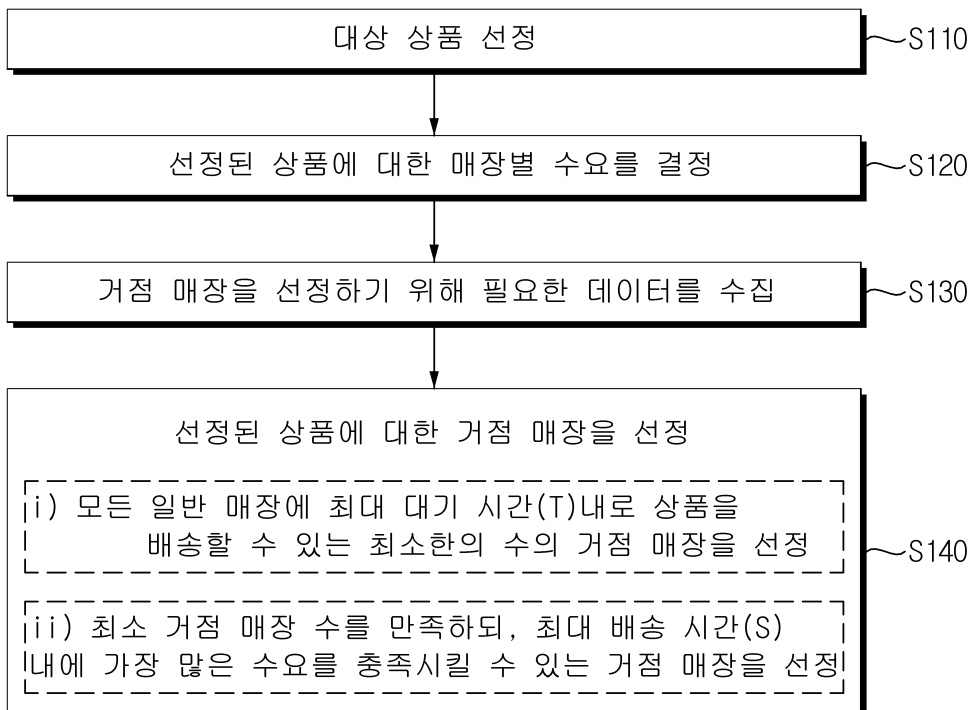 대상 상품 선정
S110
선정된 상품에 대한 매장별 수요를 결정
S120
거점 매장을 선정하기 위해 필요한 데이터를 수집
S130
선정된 상품에 대한 거점 매장을 선정
i) 모든 일반 매장에 최대 대기 시간(T)내로 상품을
배송할 수 있는 최소한의 수의 거점 매장을 선정
S140
ii) 최소 거점 매장 수를 만족하되, 최대 배송 시간(S)
내에 가장 많은 수요를 충족시킬 수 있는 거점 매장을 선정